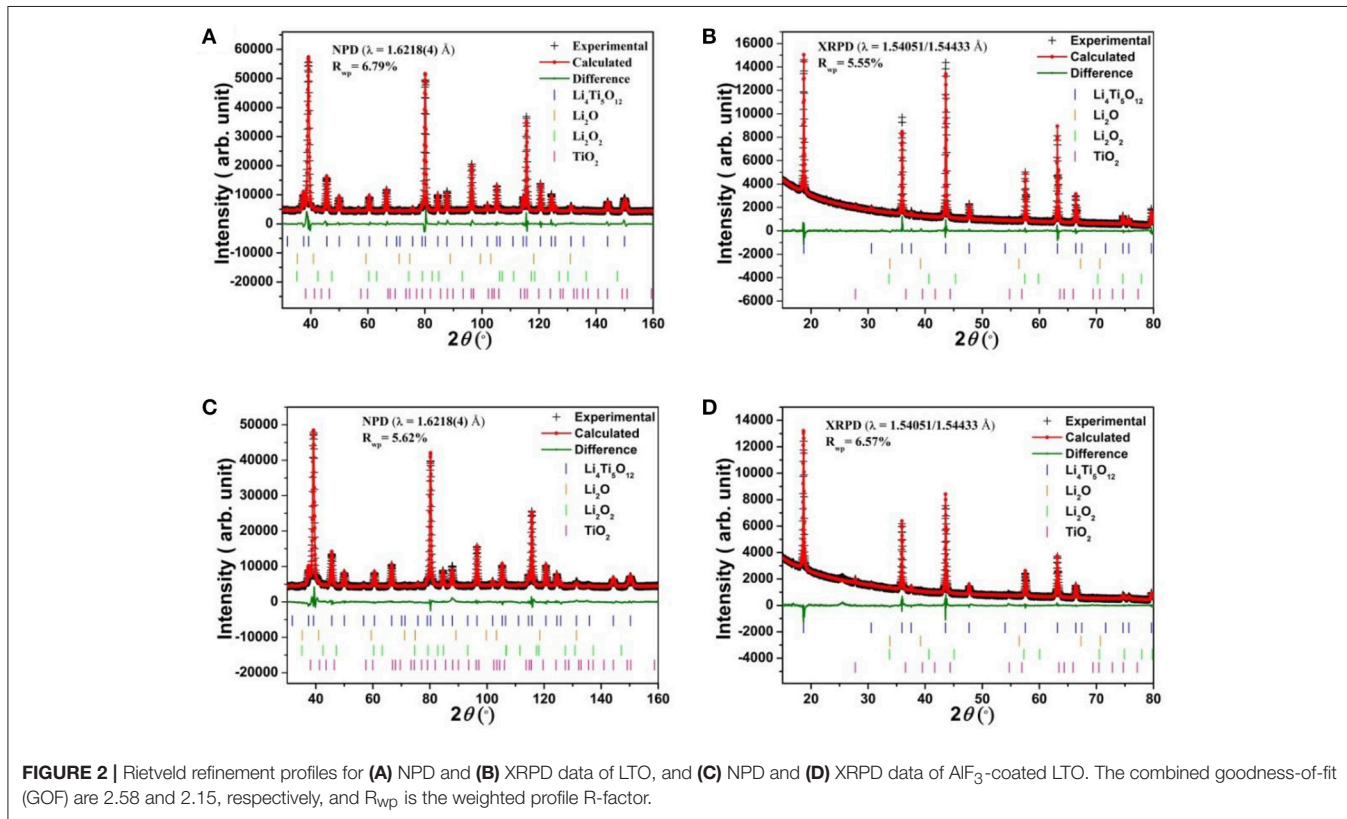 A
NPD (λ = 1.6218(4) Å)
R_wp = 6.79%
Experimental
Calculated
Difference
Li₄Ti₅O₁₂
Li₂O
Li₂O₂
TiO₂
Intensity ( arb. unit)
60000
50000
40000
30000
20000
10000
0
-10000
-20000
40 60 80 100 120 140 160
2θ (°)
B
XRPD (λ = 1.54051/1.54433 Å)
R_wp = 5.55%
Experimental
Calculated
Difference
Li₄Ti₅O₁₂
Li₂O
Li₂O₂
TiO₂
Intensity ( arb. unit)
16000
14000
12000
10000
8000
6000
4000
2000
0
-2000
-4000
-6000
20 30 40 50 60 70 80
2θ (°)
C
NPD (λ = 1.6218(4) Å)
R_wp = 5.62%
Experimental
Calculated
Difference
Li₄Ti₅O₁₂
Li₂O
Li₂O₂
TiO₂
Intensity ( arb. unit)
50000
40000
30000
20000
10000
0
-10000
-20000
40 60 80 100 120 140 160
2θ (°)
D
XRPD (λ = 1.54051/1.54433 Å)
R_wp = 6.57%
Experimental
Calculated
Difference
Li₄Ti₅O₁₂
Li₂O
Li₂O₂
TiO₂
Intensity ( arb. unit)
14000
12000
10000
8000
6000
4000
2000
0
-2000
-4000
20 30 40 50 60 70 80
2θ (°)
FIGURE 2 | Rietveld refinement profiles for (A) NPD and (B) XRPD data of LTO, and (C) NPD and (D) XRPD data of AlF₃-coated LTO. The combined goodness-of-fit
(GOF) are 2.58 and 2.15, respectively, and R_wp is the weighted profile R-factor.